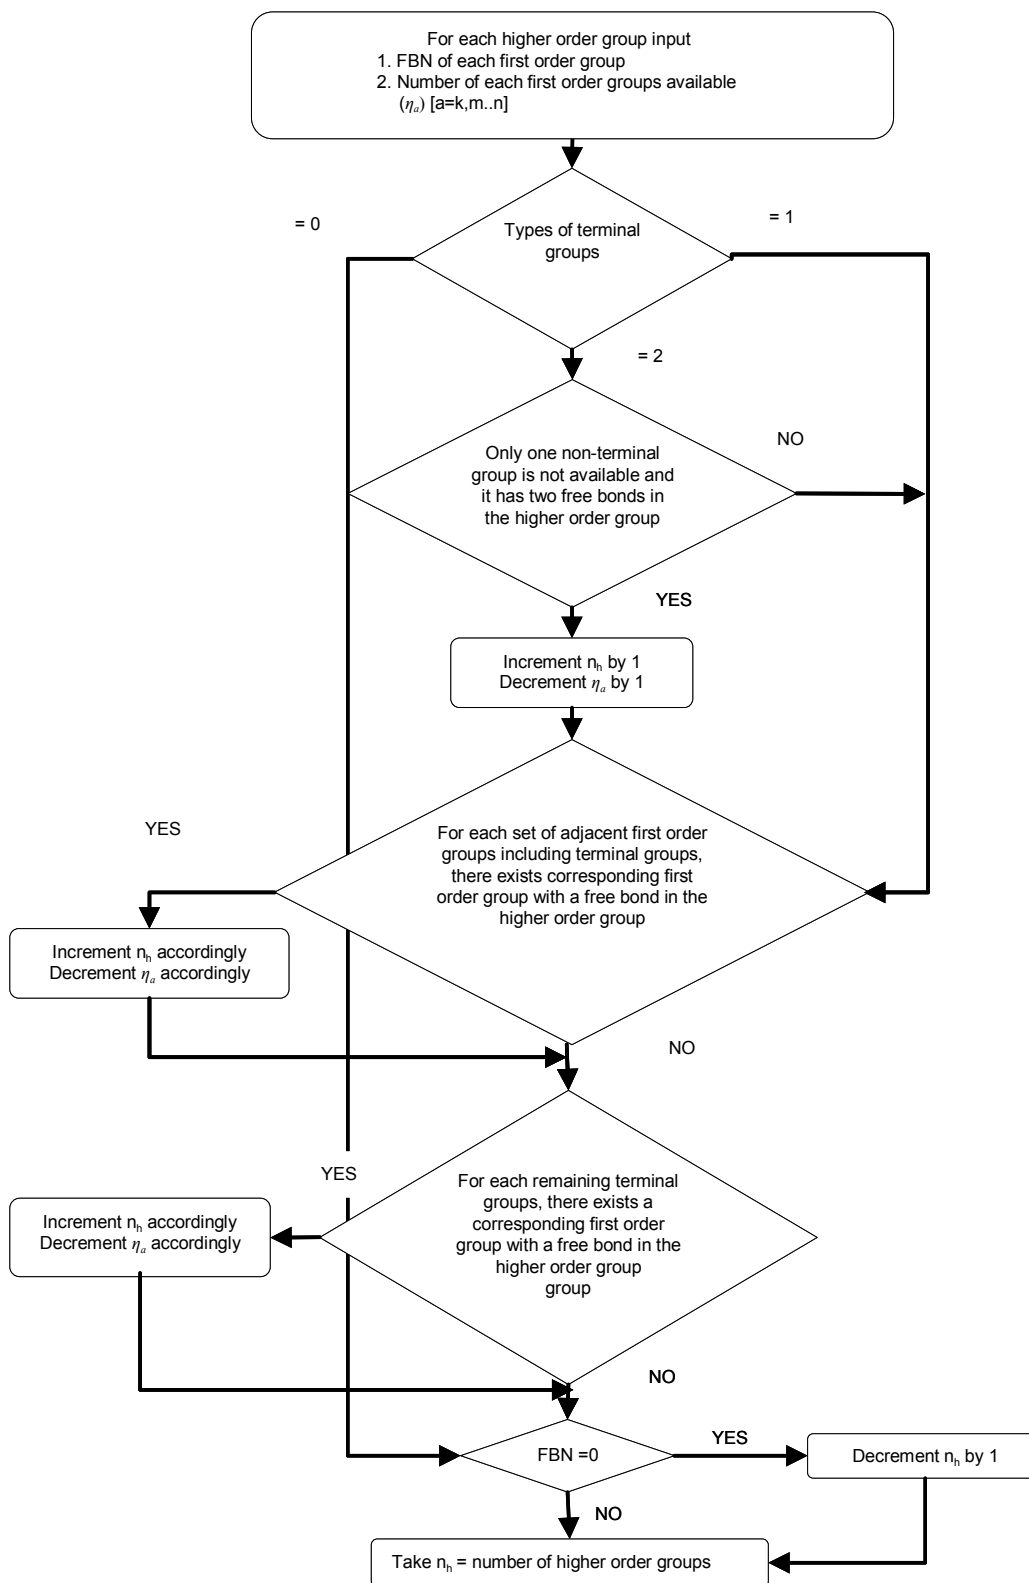 For each higher order group input
1. FBN of each first order group
2. Number of each first order groups available
(ηₐ) [a=k,m..n]
= 0
= 1
Types of terminal
groups
= 2
NO
Only one non-terminal
group is not available and
it has two free bonds in
the higher order group
YES
Increment nₕ by 1
Decrement ηₐ by 1
YES
For each set of adjacent first order
groups including terminal groups,
there exists corresponding first
order group with a free bond in the
higher order group
Increment nₕ accordingly
Decrement ηₐ accordingly
NO
YES
For each remaining terminal
groups, there exists a
corresponding first order
group with a free bond in the
higher order group
group
Increment nₕ accordingly
Decrement ηₐ accordingly
NO
FBN =0
YES
Decrement nₕ by 1
NO
Take nₕ = number of higher order groups